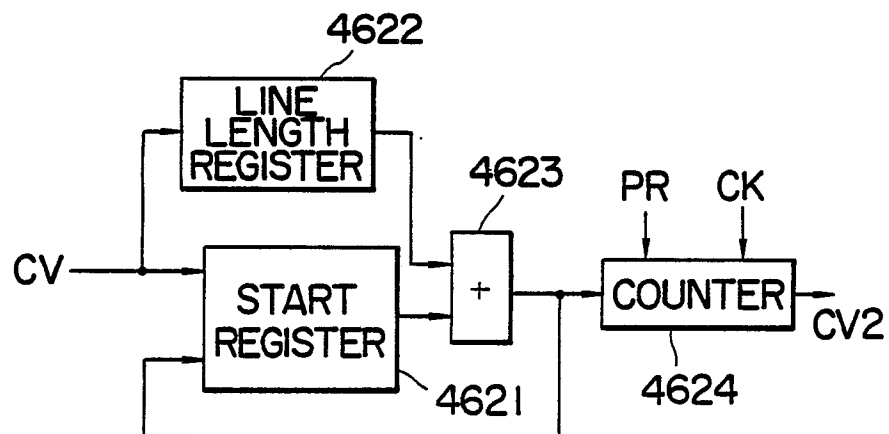 4622
LINE
LENGTH
REGISTER
4623
PR CK
CV
START
REGISTER
+
COUNTER
CV2
4621
4624